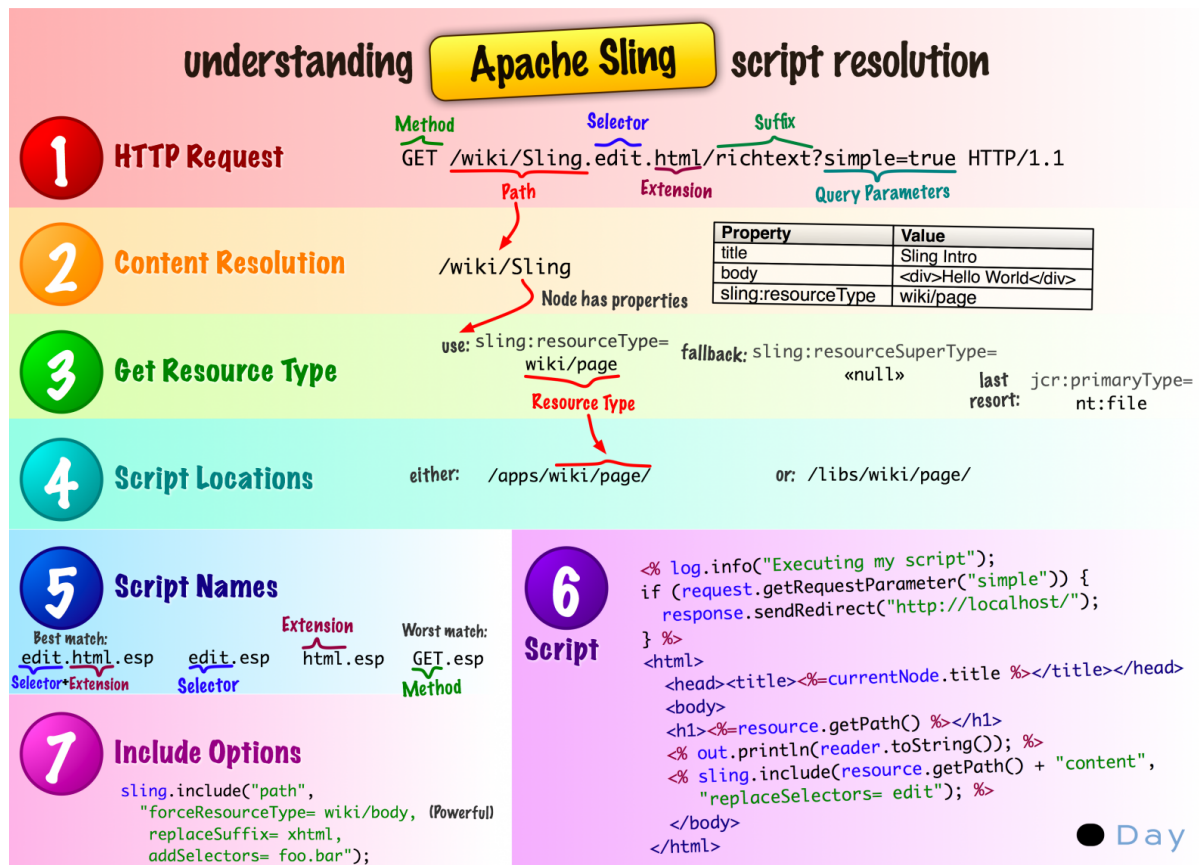 understanding Apache Sling script resolution
1 HTTP Request
Method
Selector
Suffix
GET /wiki/Sling.edit.html/richtext?simple=true HTTP/1.1
Path
Extension
Query Parameters
2 Content Resolution
/wiki/Sling
Node has properties
Property Value
title Sling Intro
body <div>Hello World</div>
sling:resourceType wiki/page
3 Get Resource Type
use: sling:resourceType=
wiki/page
Resource Type
fallback: sling:resourceSuperType=
«null»
last
resort:
jcr:primaryType=
nt:file
4 Script Locations
either: /apps/wiki/page/
or: /libs/wiki/page/
5 Script Names
Best match:
edit.html.esp
Selector+Extension
edit.esp
Selector
Extension
html.esp
Worst match:
GET.esp
Method
6
Script
<% log.info("Executing my script");
if (request.getRequestParameter("simple")) {
response.sendRedirect("http://localhost/");
} %>
<html>
<head><title><%=currentNode.title %></title></head>
<body>
<h1><%=resource.getPath() %></h1>
<% out.println(reader.toString()); %>
<% sling.include(resource.getPath() + "content",
"replaceSelectors= edit"); %>
</body>
</html>
7 Include Options
sling.include("path",
"forceResourceType= wiki/body, (Powerful)
replaceSuffix= xhtml,
addSelectors= foo.bar");
Day